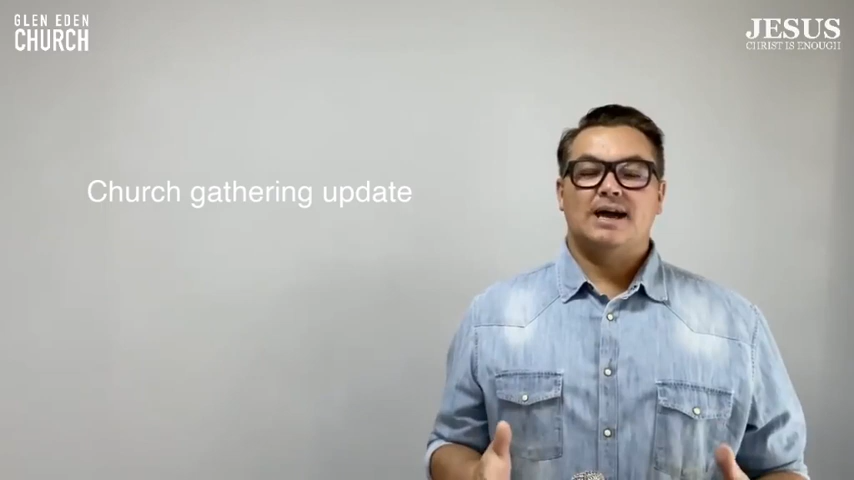 GLEN EDEN
CHURCH
JESUS
CHRIST IS ENOUGH
Church gathering update